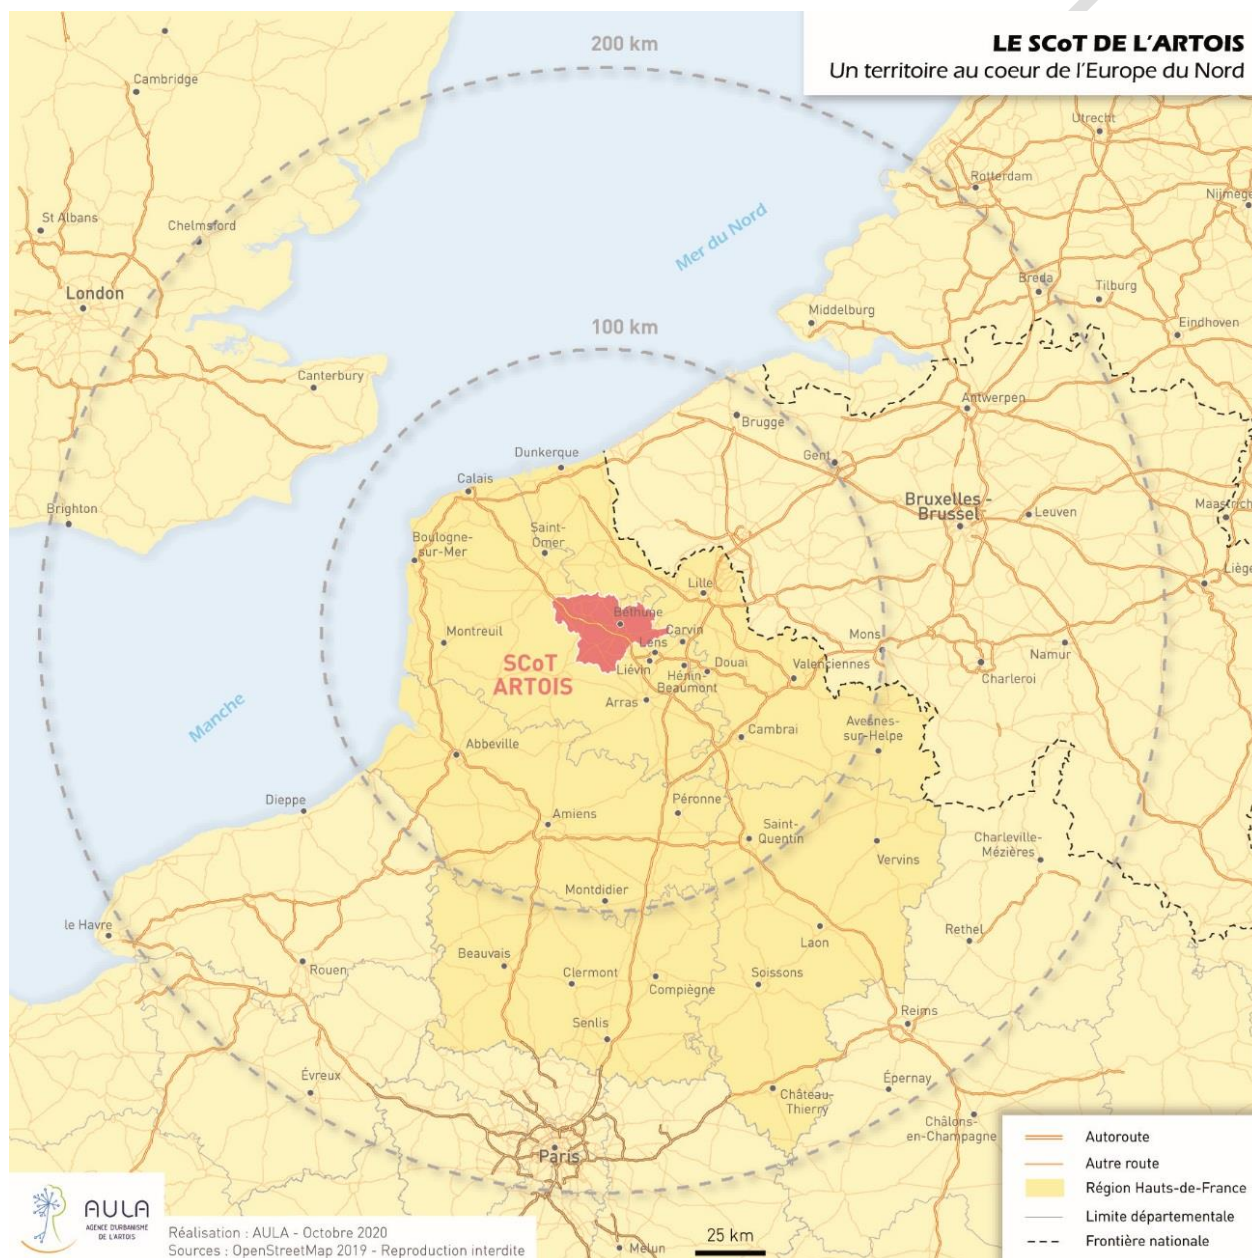 LE SCoT DE L'ARTOIS
Un territoire au coeur de l'Europe du Nord
200 km
Cambridge
Utrecht
Rotterdam
Nijmege
St Albans
Chelmsford
Mer du Nord
London
Breda
Tilburg
Middelburg
100 km
Eindhoven
Canterbury
Antwerpen
Brugge
Dunkerque
Gent
Calais
Bruxelles -
Brussel
Leuven
Maastrich
Brighton
Saint-
Omer
Boulogne-
sur-Mer
Liège
Lille
Béthune
Montreuil
Carvin
Lens
Mons
Namur
SCoT
ARTOIS
Liévin
Douai
Valenciennes
Hénin-
Beaumont
Charleroi
Arras
Manche
Cambrai
Avesnes-
sur-Helpe
Abbeville
Dieppe
Amiens
Péronne
Saint-
Quentin
Charleville-
Mézières
Vervins
Montdidier
le Havre
Rethel
Laon
Beauvais
Rouen
Clermont
Compiègne
Soissons
Reims
Senlis
Évreux
Épernay
Château-
Thierry
Châlons-
en-Champagne
Paris
Melun
Autoroute
Autre route
Région Hauts-de-France
Limite départementale
Frontière nationale
AULA
AGENCE D'URBANISME
DE L'ARTOIS
Réalisation : AULA - Octobre 2020
Sources : OpenStreetMap 2019 - Reproduction interdite
25 km